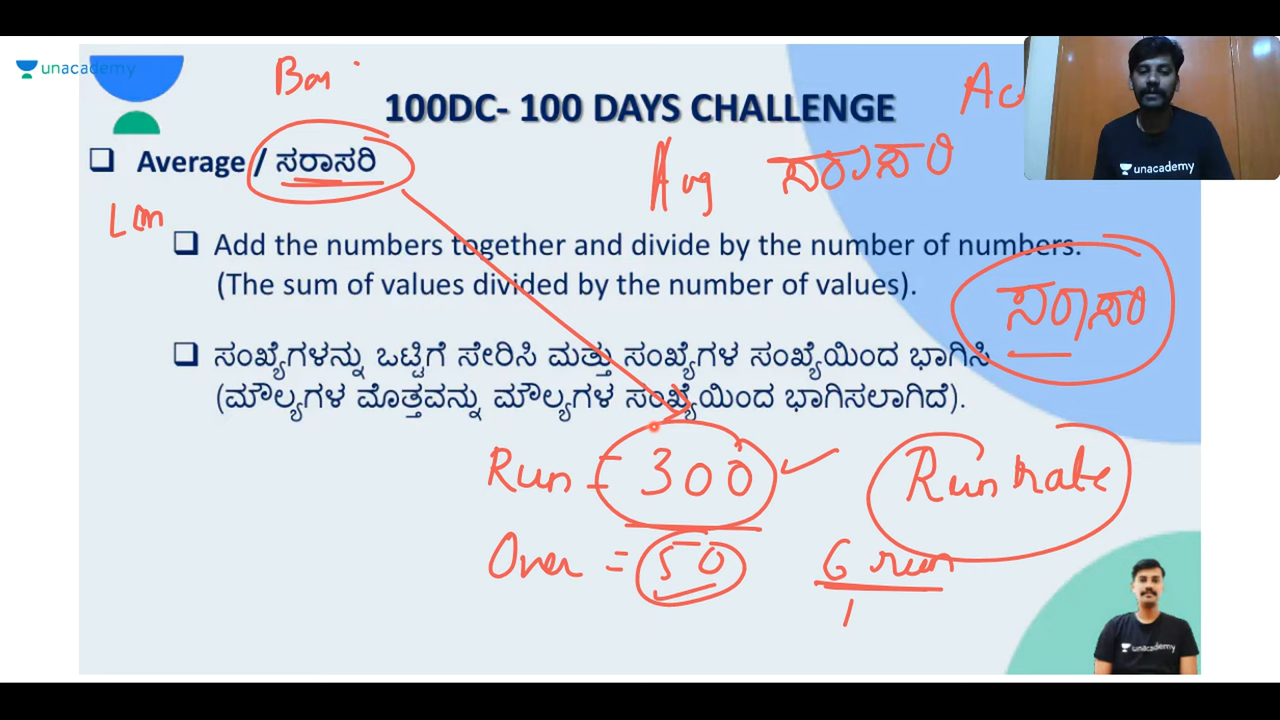 unacademy
100DC- 100 DAYS CHALLENGE
Average / ಸರಾಸರಿ
Avg ಸರಾಸರಿ
Add the numbers together and divide by the number of numbers.
(The sum of values divided by the number of values).
ಸರಾಸರಿ
ಸಂಖ್ಯೆಗಳನ್ನು ಒಟ್ಟಿಗೆ ಸೇರಿಸಿ ಮತ್ತು ಸಂಖ್ಯೆಗಳ ಸಂಖ್ಯೆಯಿಂದ ಭಾಗಿಸಿ
(ಮೌಲ್ಯಗಳ ಮೊತ್ತವನ್ನು ಮೌಲ್ಯಗಳ ಸಂಖ್ಯೆಯಿಂದ ಭಾಗಿಸಲಾಗಿದೆ).
Run = 300
Run rate
Over = 50
6 run
1
unacademy
unacademy